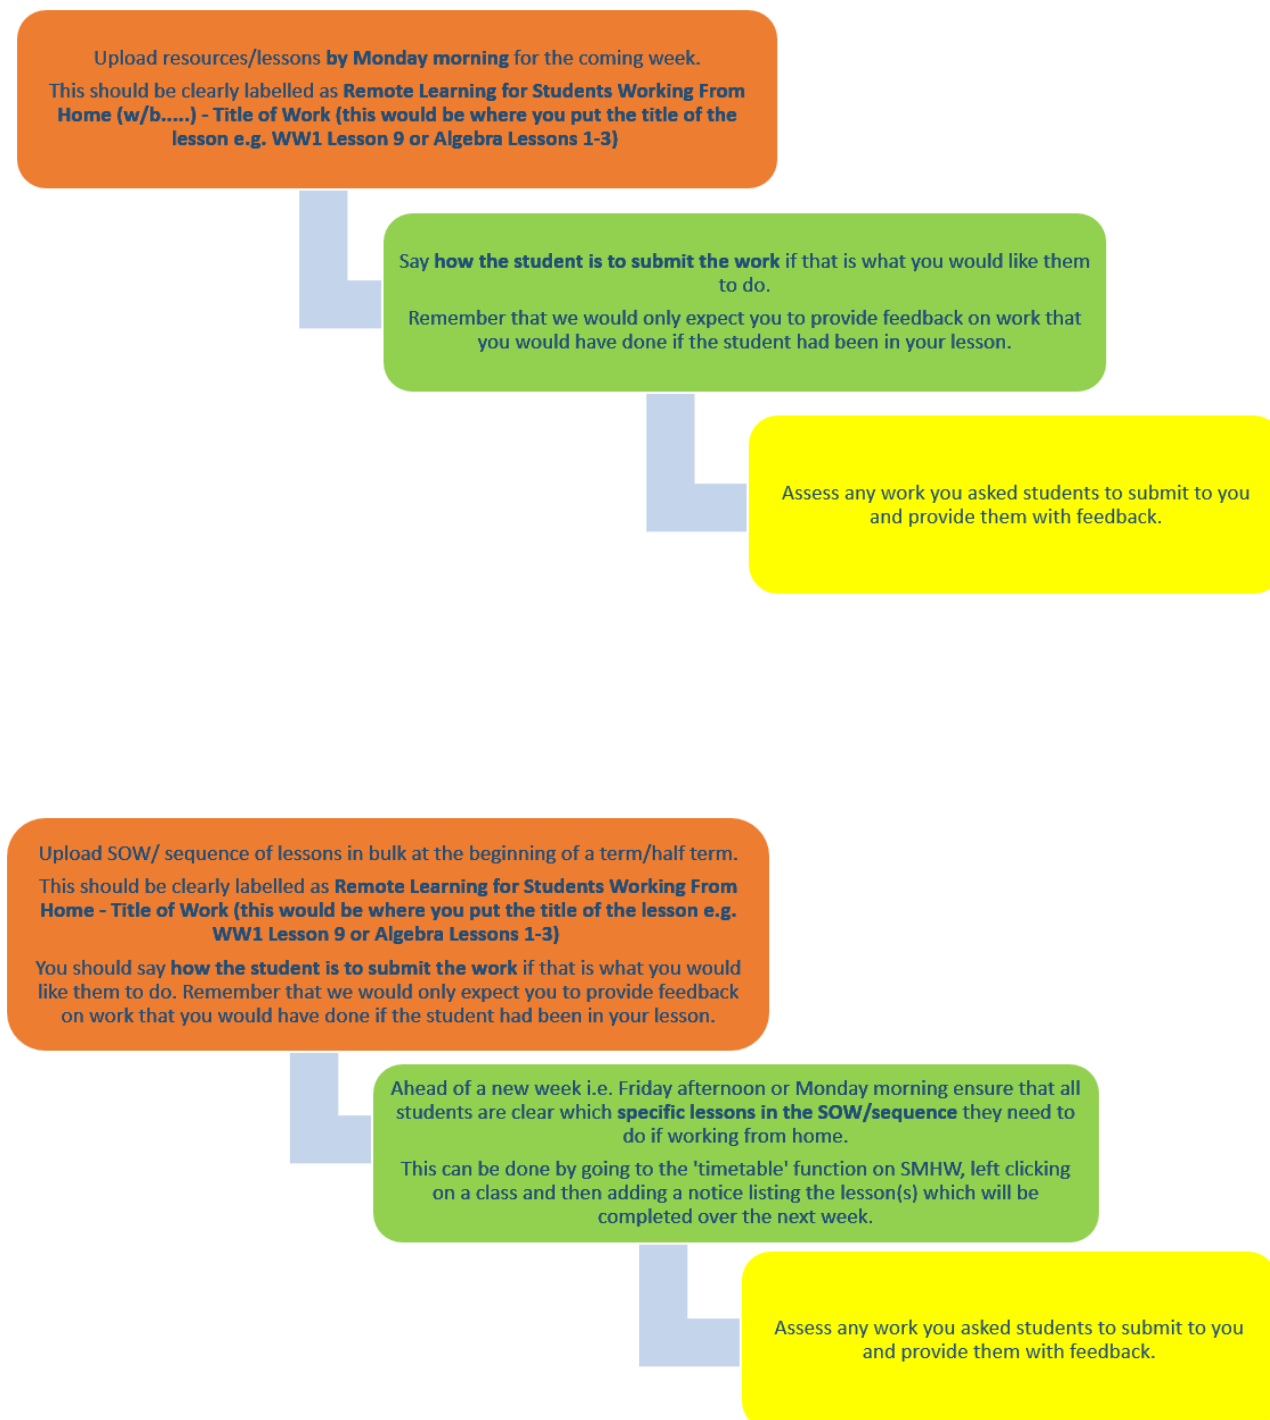 Upload resources/lessons by Monday morning for the coming week.
This should be clearly labelled as Remote Learning for Students Working From
Home (w/b.....) - Title of Work (this would be where you put the title of the
lesson e.g. WW1 Lesson 9 or Algebra Lessons 1-3)
Say how the student is to submit the work if that is what you would like them
to do.
Remember that we would only expect you to provide feedback on work that
you would have done if the student had been in your lesson.
Assess any work you asked students to submit to you
and provide them with feedback.
Upload SOW/ sequence of lessons in bulk at the beginning of a term/half term.
This should be clearly labelled as Remote Learning for Students Working From
Home - Title of Work (this would be where you put the title of the lesson e.g.
WW1 Lesson 9 or Algebra Lessons 1-3)
You should say how the student is to submit the work if that is what you would
like them to do. Remember that we would only expect you to provide feedback
on work that you would have done if the student had been in your lesson.
Ahead of a new week i.e. Friday afternoon or Monday morning ensure that all
students are clear which specific lessons in the SOW/sequence they need to
do if working from home.
This can be done by going to the 'timetable' function on SMHW, left clicking
on a class and then adding a notice listing the lesson(s) which will be
completed over the next week.
Assess any work you asked students to submit to you
and provide them with feedback.